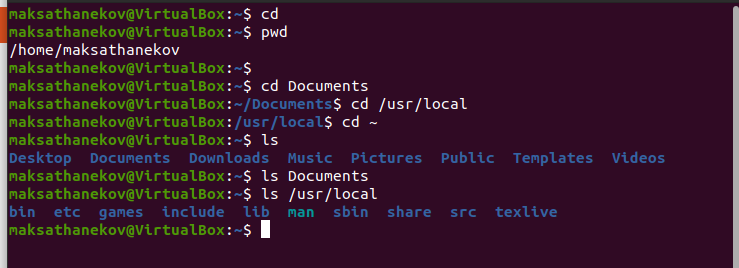 maksathanekov@VirtualBox:~$ cd
maksathanekov@VirtualBox:~$ pwd
/home/maksathanekov
maksathanekov@VirtualBox:~$
maksathanekov@VirtualBox:~$ cd Documents
maksathanekov@VirtualBox:~/Documents$ cd /usr/local
maksathanekov@VirtualBox:/usr/local$ cd ~
maksathanekov@VirtualBox:~$ ls
Desktop Documents Downloads Music Pictures Public Templates Videos
maksathanekov@VirtualBox:~$ ls Documents
maksathanekov@VirtualBox:~$ ls /usr/local
bin etc games include lib man sbin share src texlive
maksathanekov@VirtualBox:~$